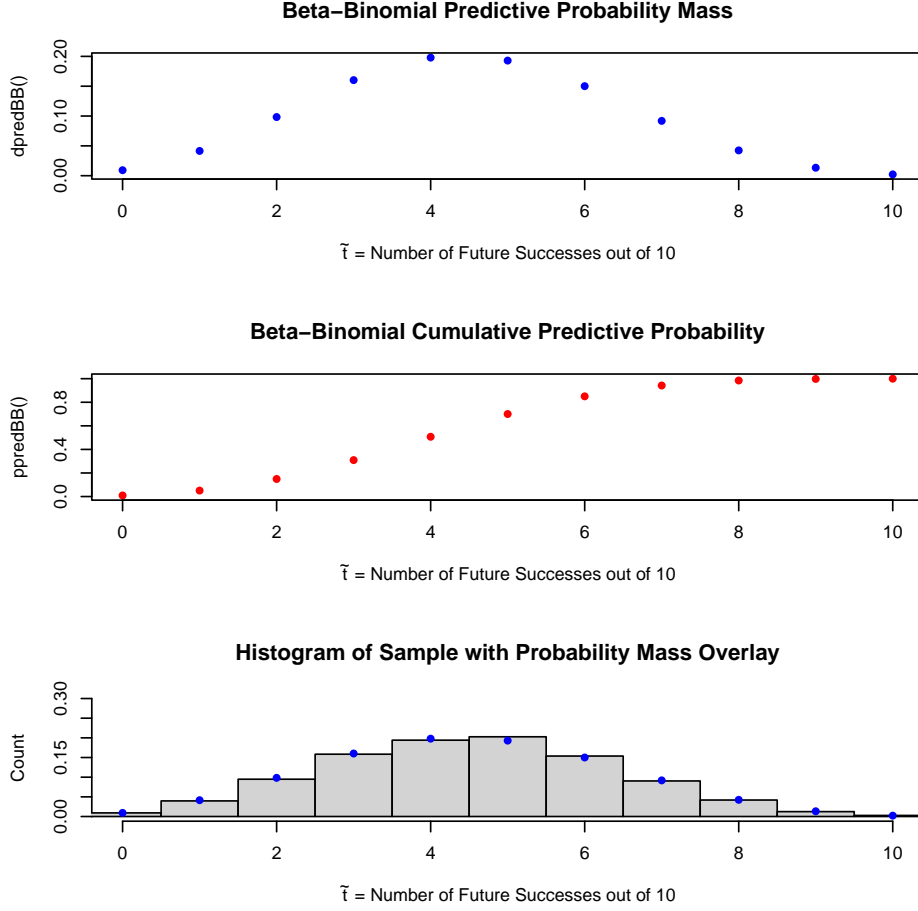 Beta−Binomial Predictive Probability Mass
dpredBB()
0.00 0.10 0.20
0 2 4 6 8 10
t̃ = Number of Future Successes out of 10
Beta−Binomial Cumulative Predictive Probability
ppredBB()
0.0 0.4 0.8
0 2 4 6 8 10
t̃ = Number of Future Successes out of 10
Histogram of Sample with Probability Mass Overlay
Count
0.00 0.15 0.30
0 2 4 6 8 10
t̃ = Number of Future Successes out of 10